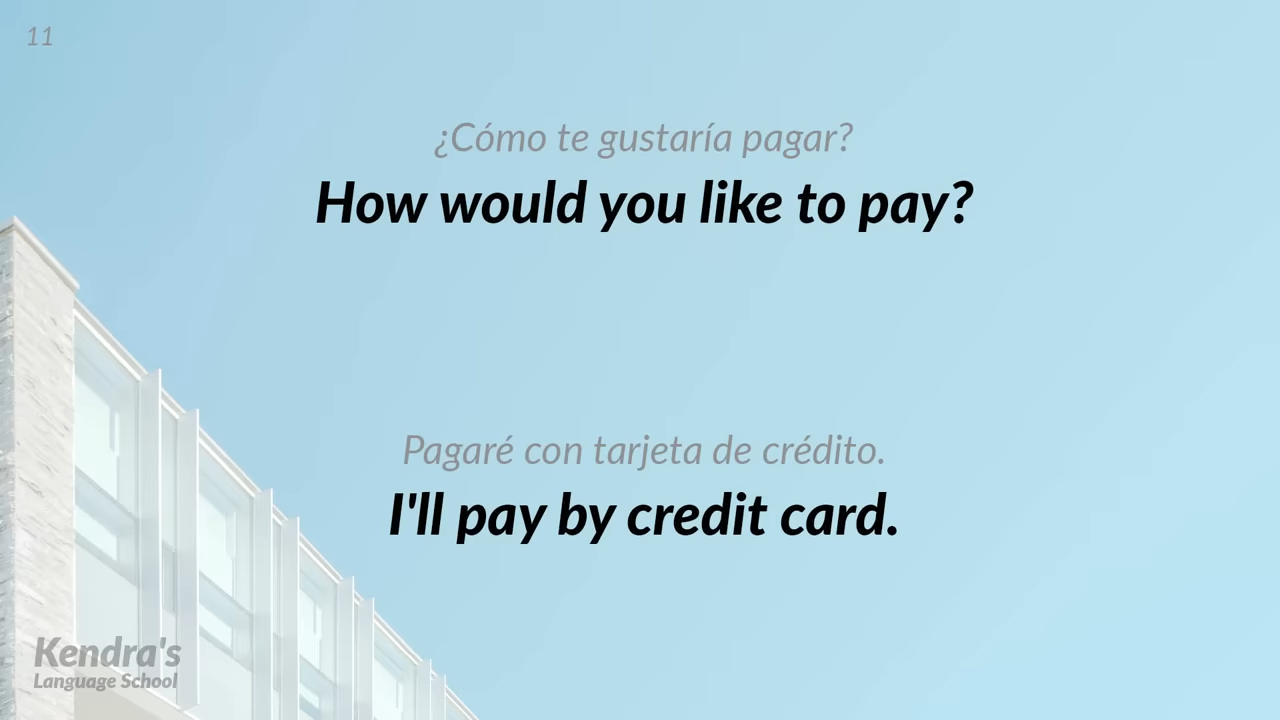 11
¿Cómo te gustaría pagar?
How would you like to pay?
Pagaré con tarjeta de crédito.
I'll pay by credit card.
Kendra's
Language School